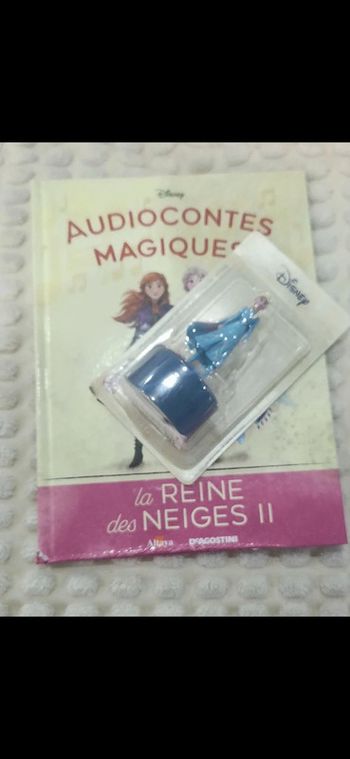 Disney
AUDIOCONTES
MAGIQUES
Disney
la REINE
des NEIGES II
Altaya DEAGOSTINI